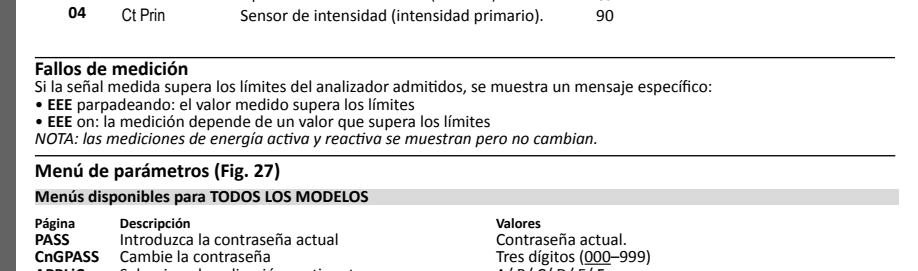 04 Ct Prin Sensor de intensidad (intensidad primario). 90
Fallos de medición
Si la señal medida supera los límites del analizador admitidos, se muestra un mensaje específico:
• EEE parpadeando: el valor medido supera los límites
• EEE on: la medición depende de un valor que supera los límites
NOTA: las mediciones de energía activa y reactiva se muestran pero no cambian.
Menú de parámetros (Fig. 27)
Menús disponibles para TODOS LOS MODELOS
Página Descripción Valores
PASS Introduzca la contraseña actual Contraseña actual.
CnGPASS Cambie la contraseña Tres dígitos (000–999)